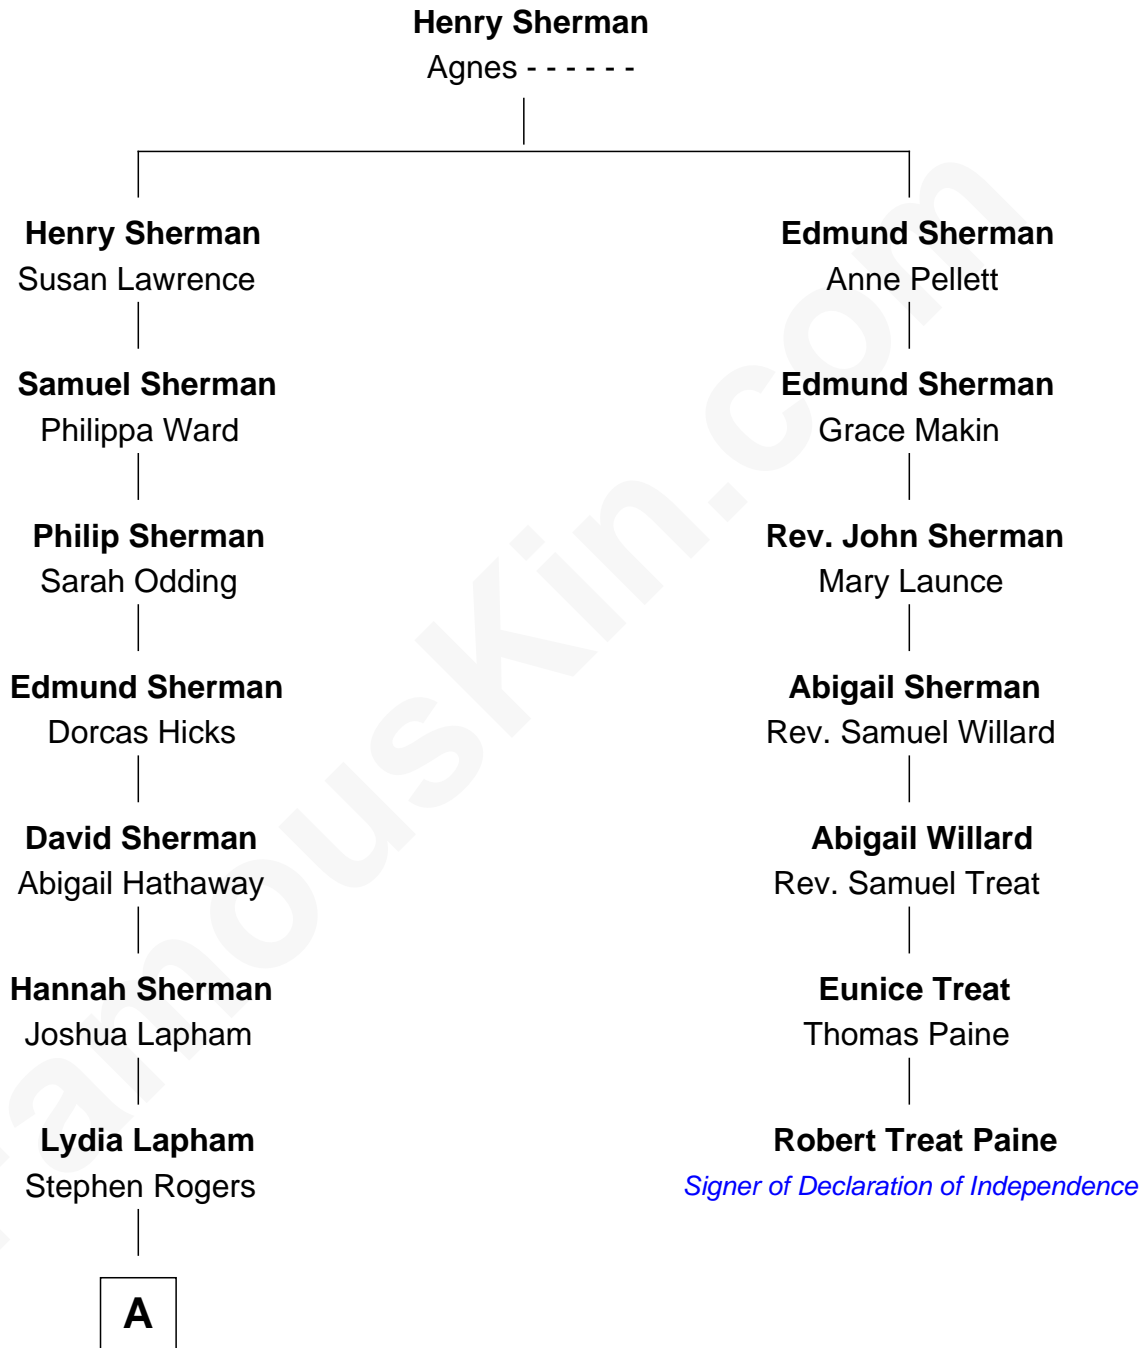 Henry Sherman
Agnes - - - - - -
Henry Sherman
Susan Lawrence
Samuel Sherman
Philippa Ward
Philip Sherman
Sarah Odding
Edmund Sherman
Dorcas Hicks
David Sherman
Abigail Hathaway
Hannah Sherman
Joshua Lapham
Lydia Lapham
Stephen Rogers
A
Edmund Sherman
Anne Pellett
Edmund Sherman
Grace Makin
Rev. John Sherman
Mary Launce
Abigail Sherman
Rev. Samuel Willard
Abigail Willard
Rev. Samuel Treat
Eunice Treat
Thomas Paine
Robert Treat Paine
Signer of Declaration of Independence
FamousKin.com